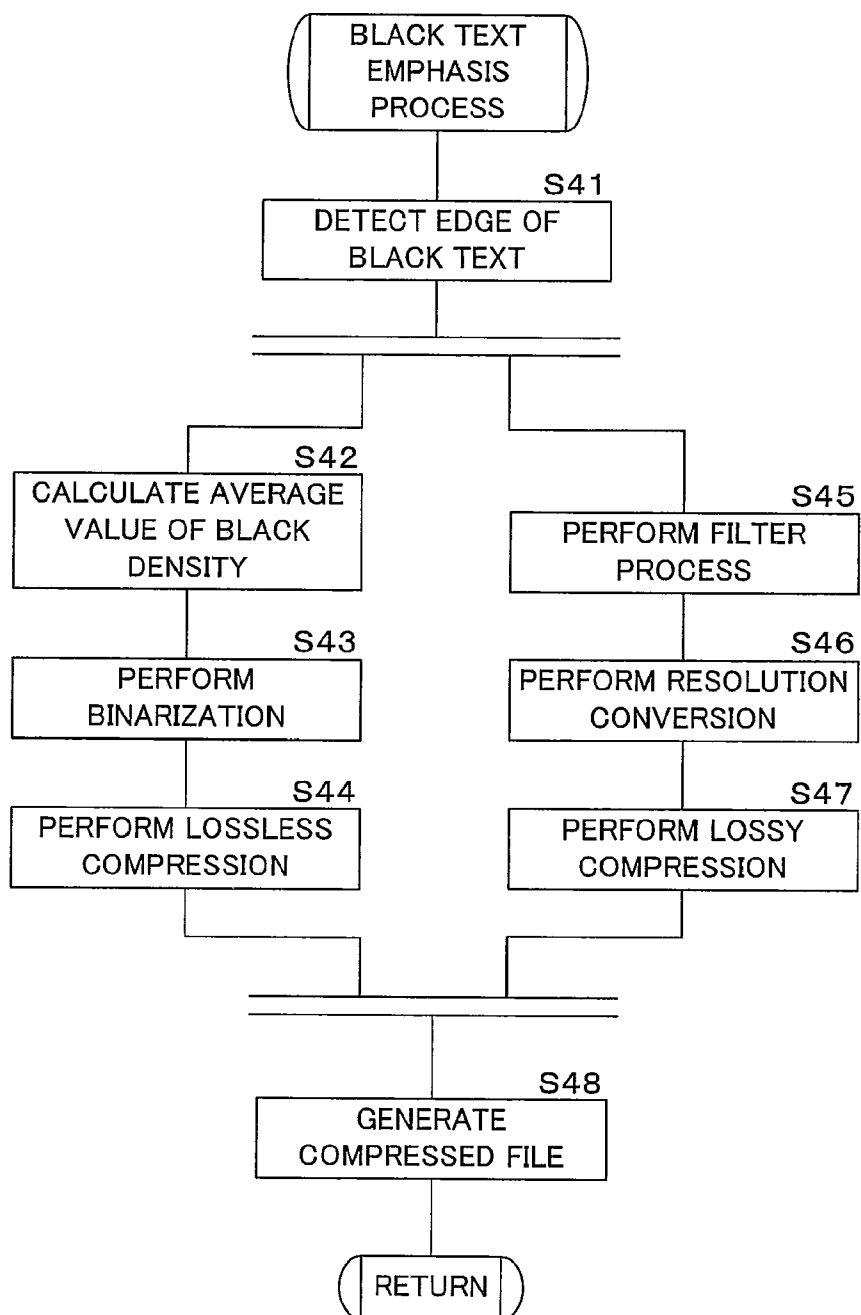 BLACK TEXT
EMPHASIS
PROCESS
S41
DETECT EDGE OF
BLACK TEXT
S42
CALCULATE AVERAGE
VALUE OF BLACK
DENSITY
S43
PERFORM
BINARIZATION
S44
PERFORM LOSSLESS
COMPRESSION
S45
PERFORM FILTER
PROCESS
S46
PERFORM RESOLUTION
CONVERSION
S47
PERFORM LOSSY
COMPRESSION
S48
GENERATE
COMPRESSED FILE
RETURN